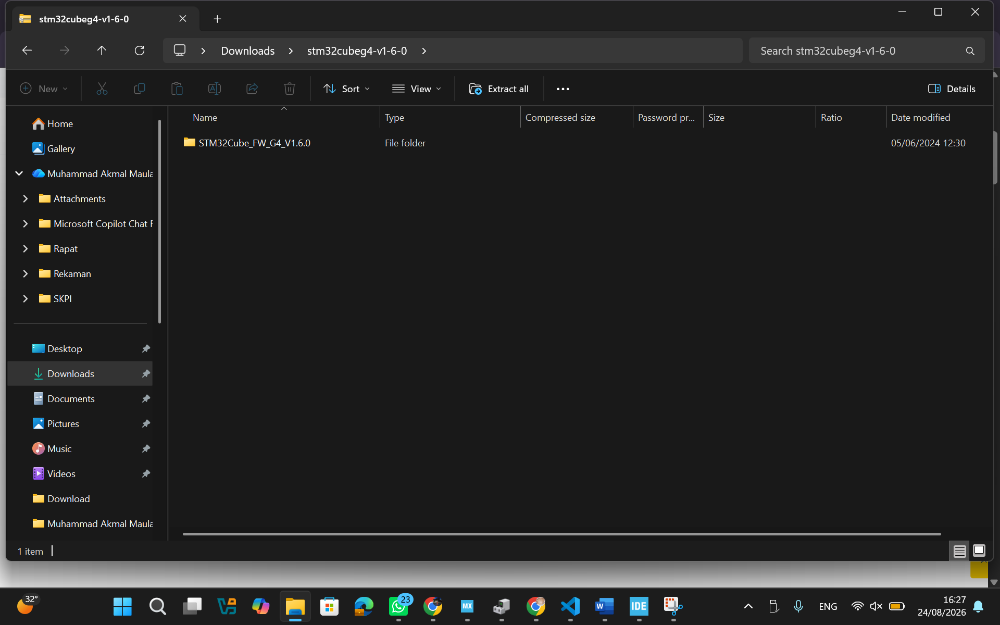 stm32cubeg4-v1-6-0
Downloads
stm32cubeg4-v1-6-0
Search stm32cubeg4-v1-6-0
New
Sort
View
Extract all
Details
Name
Type
Compressed size
Password pr...
Size
Ratio
Date modified
STM32Cube_FW_G4_V1.6.0
File folder
05/06/2024 12:30
Home
Gallery
Muhammad Akmal Maula
Attachments
Microsoft Copilot Chat F
Rapat
Rekaman
SKPI
Desktop
Downloads
Documents
Pictures
Music
Videos
Download
Muhammad Akmal Maula
1 item
32°
23
MX
W
IDE
ENG
16:27
24/08/2026